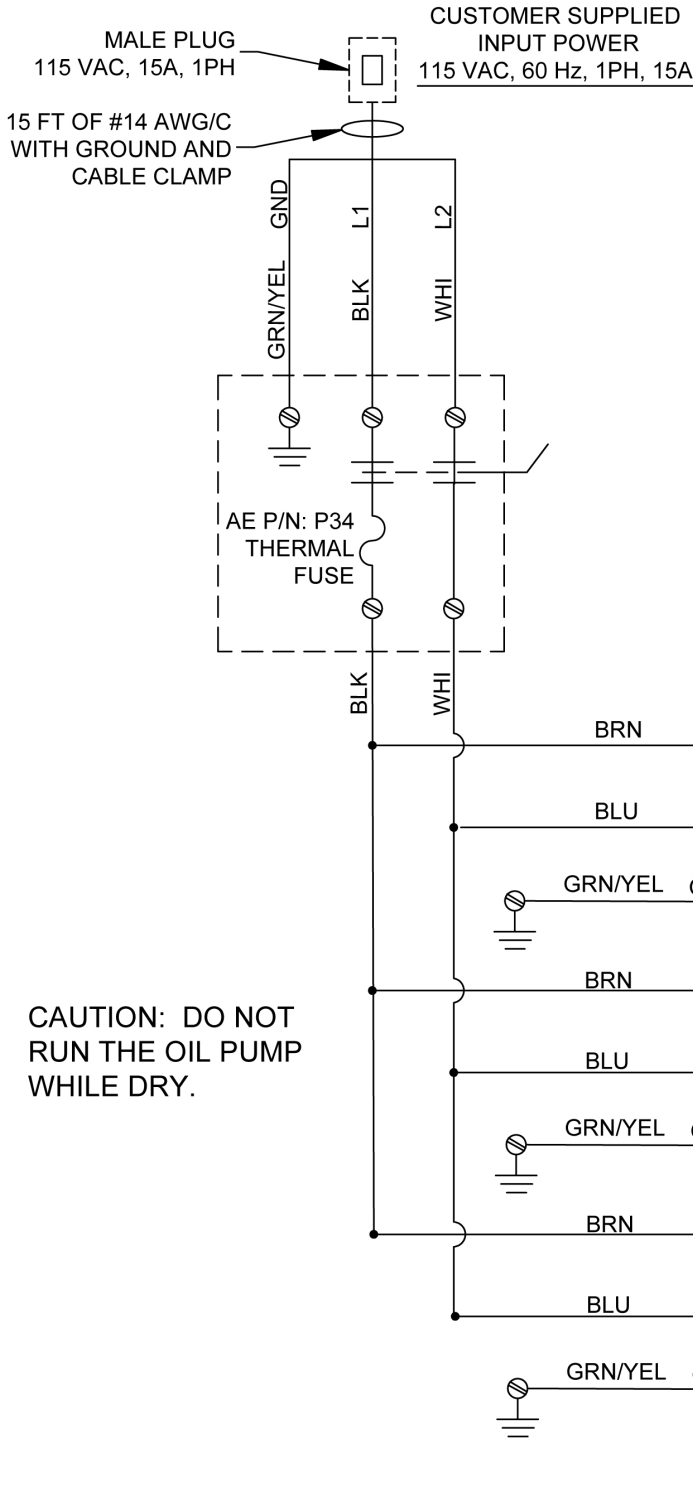 CUSTOMER SUPPLIED
INPUT POWER
115 VAC, 60 Hz, 1PH, 15A
MALE PLUG
115 VAC, 15A, 1PH
15 FT OF #14 AWG/C
WITH GROUND AND
CABLE CLAMP
GND
L1
L2
GRN/YEL
BLK
WHI
AE P/N: P34
THERMAL
FUSE
BLK
WHI
BRN
BLU
GRN/YEL
BRN
CAUTION: DO NOT
RUN THE OIL PUMP
WHILE DRY.
BLU
GRN/YEL
BRN
BLU
GRN/YEL